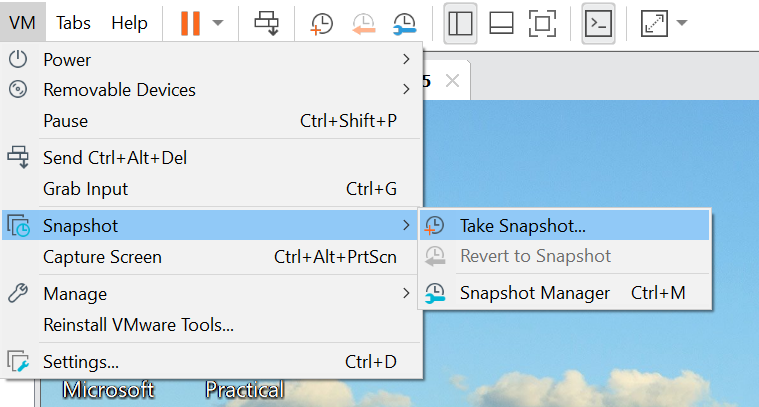 VM Tabs Help
5
Power
Removable Devices
Pause Ctrl+Shift+P
Send Ctrl+Alt+Del
Grab Input Ctrl+G
Snapshot
Take Snapshot...
Capture Screen Ctrl+Alt+PrtScn
Revert to Snapshot
Manage
Snapshot Manager Ctrl+M
Reinstall VMware Tools...
Settings... Ctrl+D
Microsoft Practical